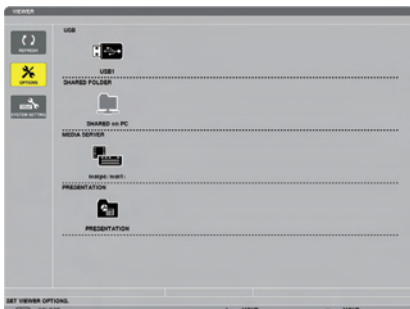 VIEWER
USB
REFRESH
USB1
OPTIONS
SHARED FOLDER
SYSTEM SETTING
SHARED on PC
MEDIA SERVER
PRESENTATION
PRESENTATION
SET VIEWER OPTIONS.